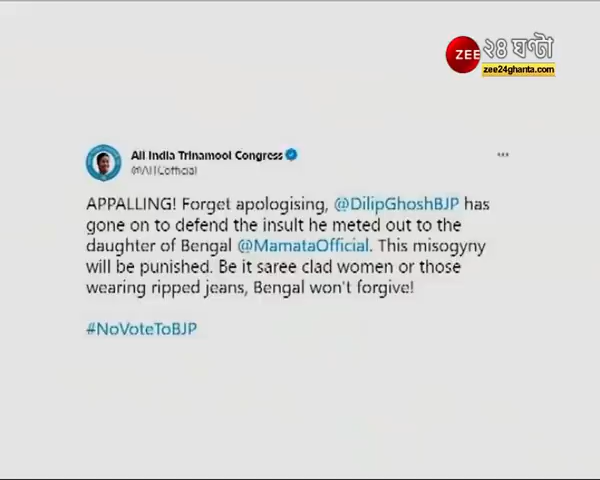 ZEE ২৪ ঘণ্টা
zee24ghanta.com
All India Trinamool Congress
@AITCofficial
APPALLING! Forget apologising, @DilipGhoshBJP has
gone on to defend the insult he meted out to the
daughter of Bengal @MamataOfficial. This misogyny
will be punished. Be it saree clad women or those
wearing ripped jeans, Bengal won't forgive!
#NoVoteToBJP